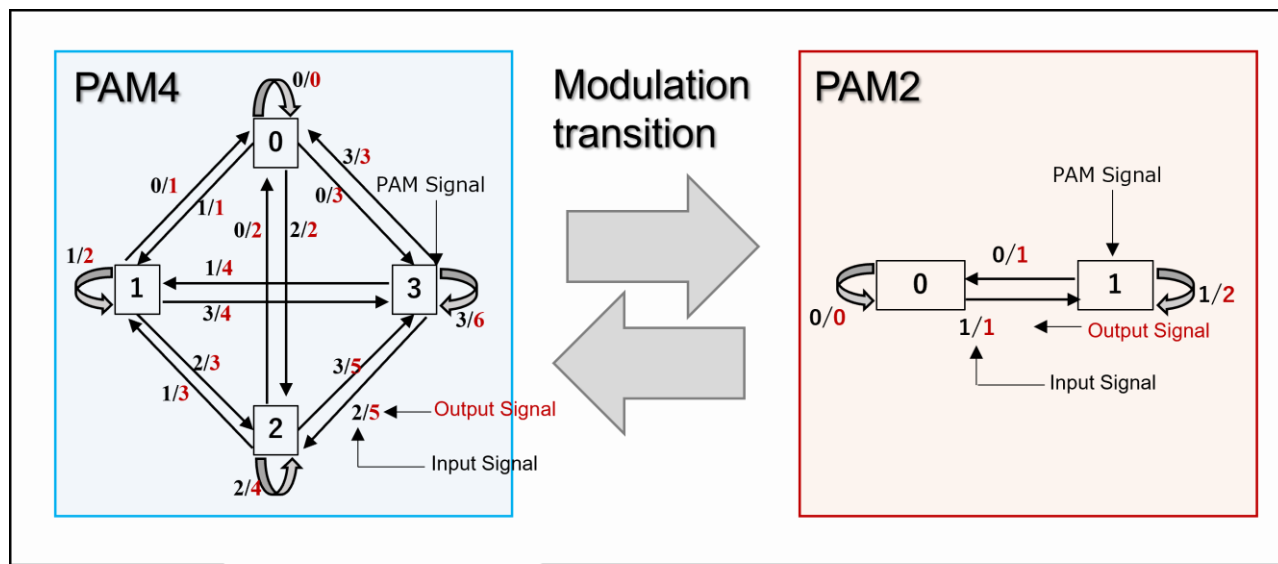 PAM4
0/0
0
3/3
PAM Signal
0/1
1/1
0/3
0/2
2/2
1/2
1/4
1
3
3/4
3/6
2/3
1/3
3/5
2
2/5
Output Signal
Input Signal
2/4
Modulation
transition
PAM2
PAM Signal
0/1
0
1
0/0
1/2
1/1
Output Signal
Input Signal